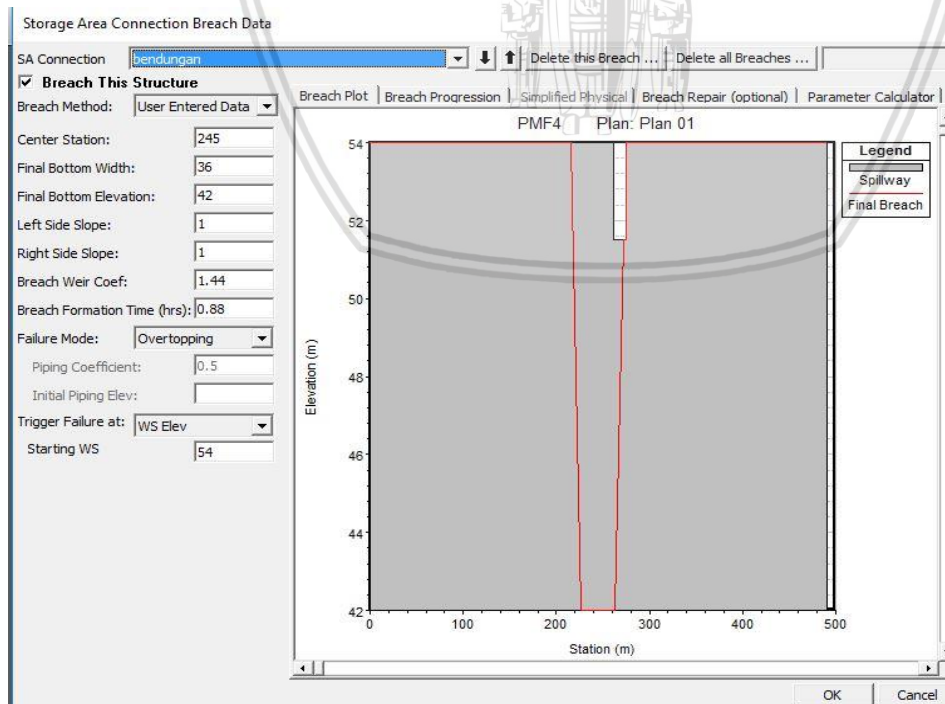 Storage Area Connection Breach Data
SA Connection bendungan Delete this Breach ... Delete all Breaches ...
Breach This Structure
Breach Method: User Entered Data
Center Station: 245
Final Bottom Width: 36
Final Bottom Elevation: 42
Left Side Slope: 1
Right Side Slope: 1
Breach Weir Coef: 1.44
Breach Formation Time (hrs): 0.88
Failure Mode: Overtopping
Piping Coefficient: 0.5
Initial Piping Elev:
Trigger Failure at: WS Elev
Starting WS 54
Breach Plot Breach Progression Simplified Physical Breach Repair (optional) Parameter Calculator
PMF4 Plan: Plan 01
54
52
50
48
46
44
42
Elevation (m)
0 100 200 300 400 500
Station (m)
Legend
Spillway
Final Breach
OK Cancel